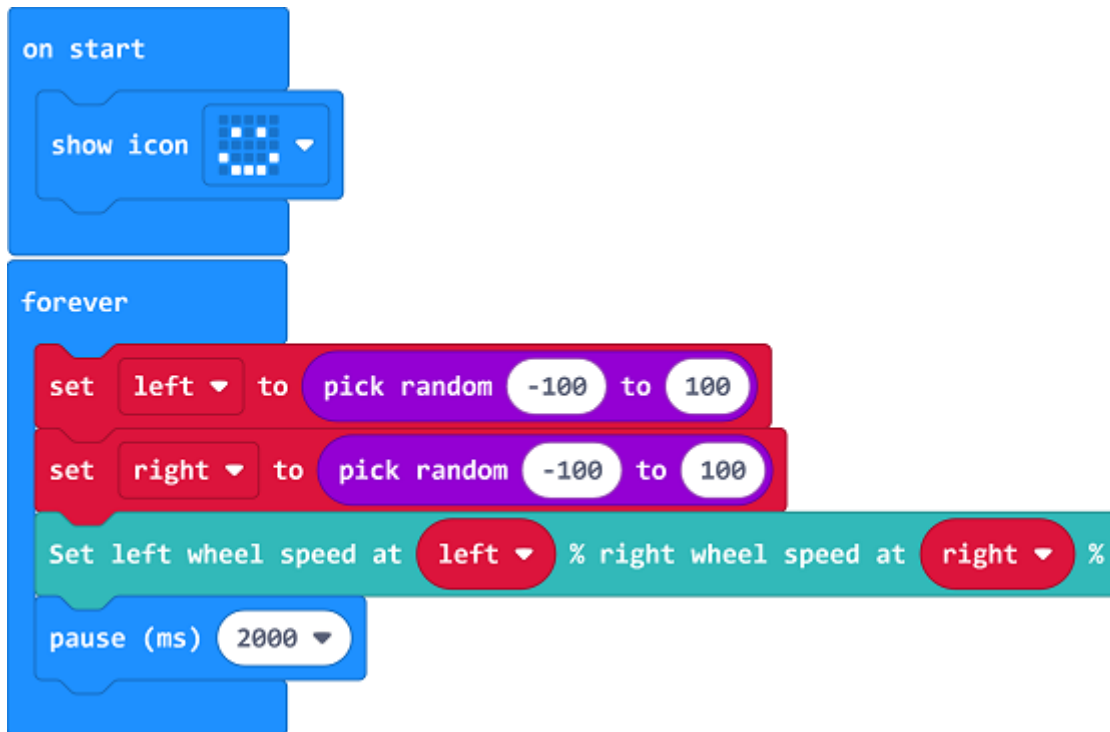 on start
show icon
forever
set left to pick random -100 to 100
set right to pick random -100 to 100
Set left wheel speed at left % right wheel speed at right %
pause (ms) 2000